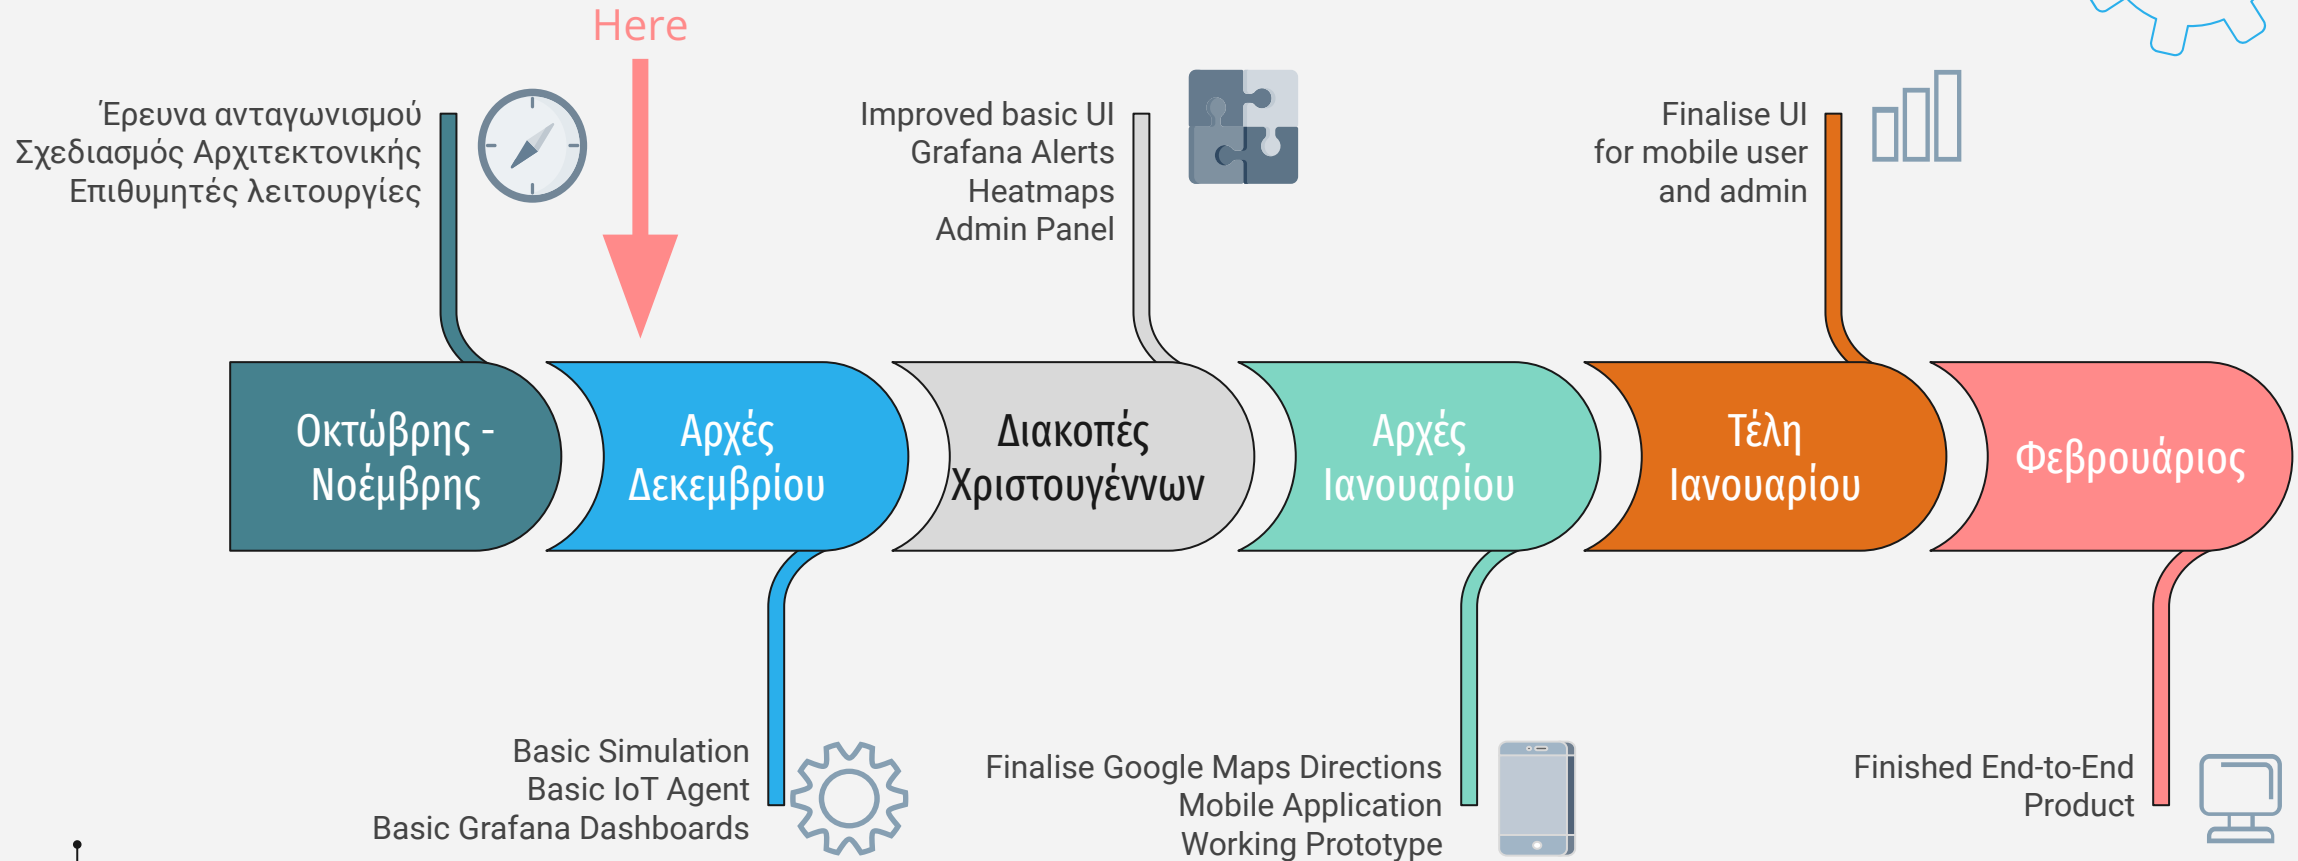 Here
Έρευνα ανταγωνισμού
Σχεδιασμός Αρχιτεκτονικής
Επιθυμητές λειτουργίες
Improved basic UI
Grafana Alerts
Heatmaps
Admin Panel
Finalise UI
for mobile user
and admin
Οκτώβρης -
Νοέμβρης
Αρχές
Δεκεμβρίου
Διακοπές
Χριστουγέννων
Αρχές
Ιανουαρίου
Τέλη
Ιανουαρίου
Φεβρουάριος
Basic Simulation
Basic IoT Agent
Basic Grafana Dashboards
Finalise Google Maps Directions
Mobile Application
Working Prototype
Finished End-to-End
Product